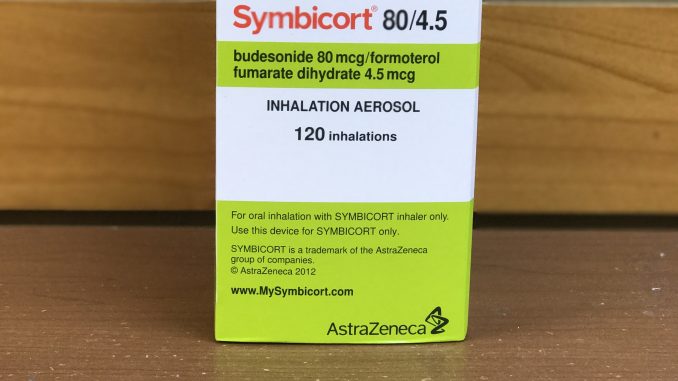 Symbicort® 80/4.5
budesonide 80 mcg/formoterol
fumarate dihydrate 4.5 mcg
INHALATION AEROSOL
120 inhalations
For oral inhalation with SYMBICORT inhaler only.
Use this device for SYMBICORT only.
SYMBICORT is a trademark of the AstraZeneca
group of companies.
© AstraZeneca 2012
www.MySymbicort.com
AstraZeneca